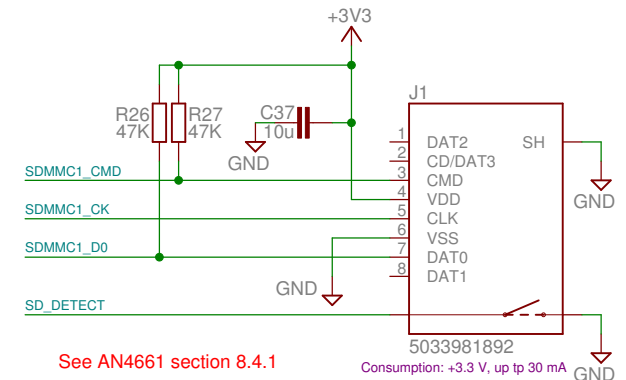 +3V3
J1
R26
47K
R27
47K
C37
10u
GND
1
DAT2
SH
2
CD/DAT3
SDMMC1_CMD
3
CMD
4
VDD
GND
SDMMC1_CK
5
CLK
6
VSS
SDMMC1_D0
7
DAT0
8
DAT1
GND
SD_DETECT
5033981892
See AN4661 section 8.4.1
Consumption: +3.3 V, up tp 30 mA
GND